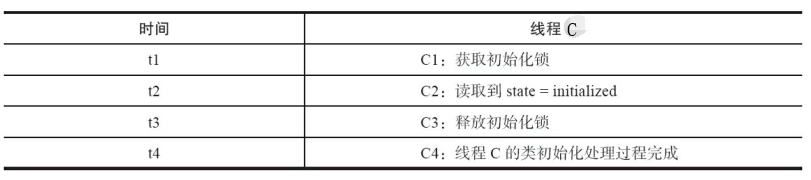 时间 线程 C
t1 C1：获取初始化锁
t2 C2：读取到 state = initialized
t3 C3：释放初始化锁
t4 C4：线程 C 的类初始化处理过程完成